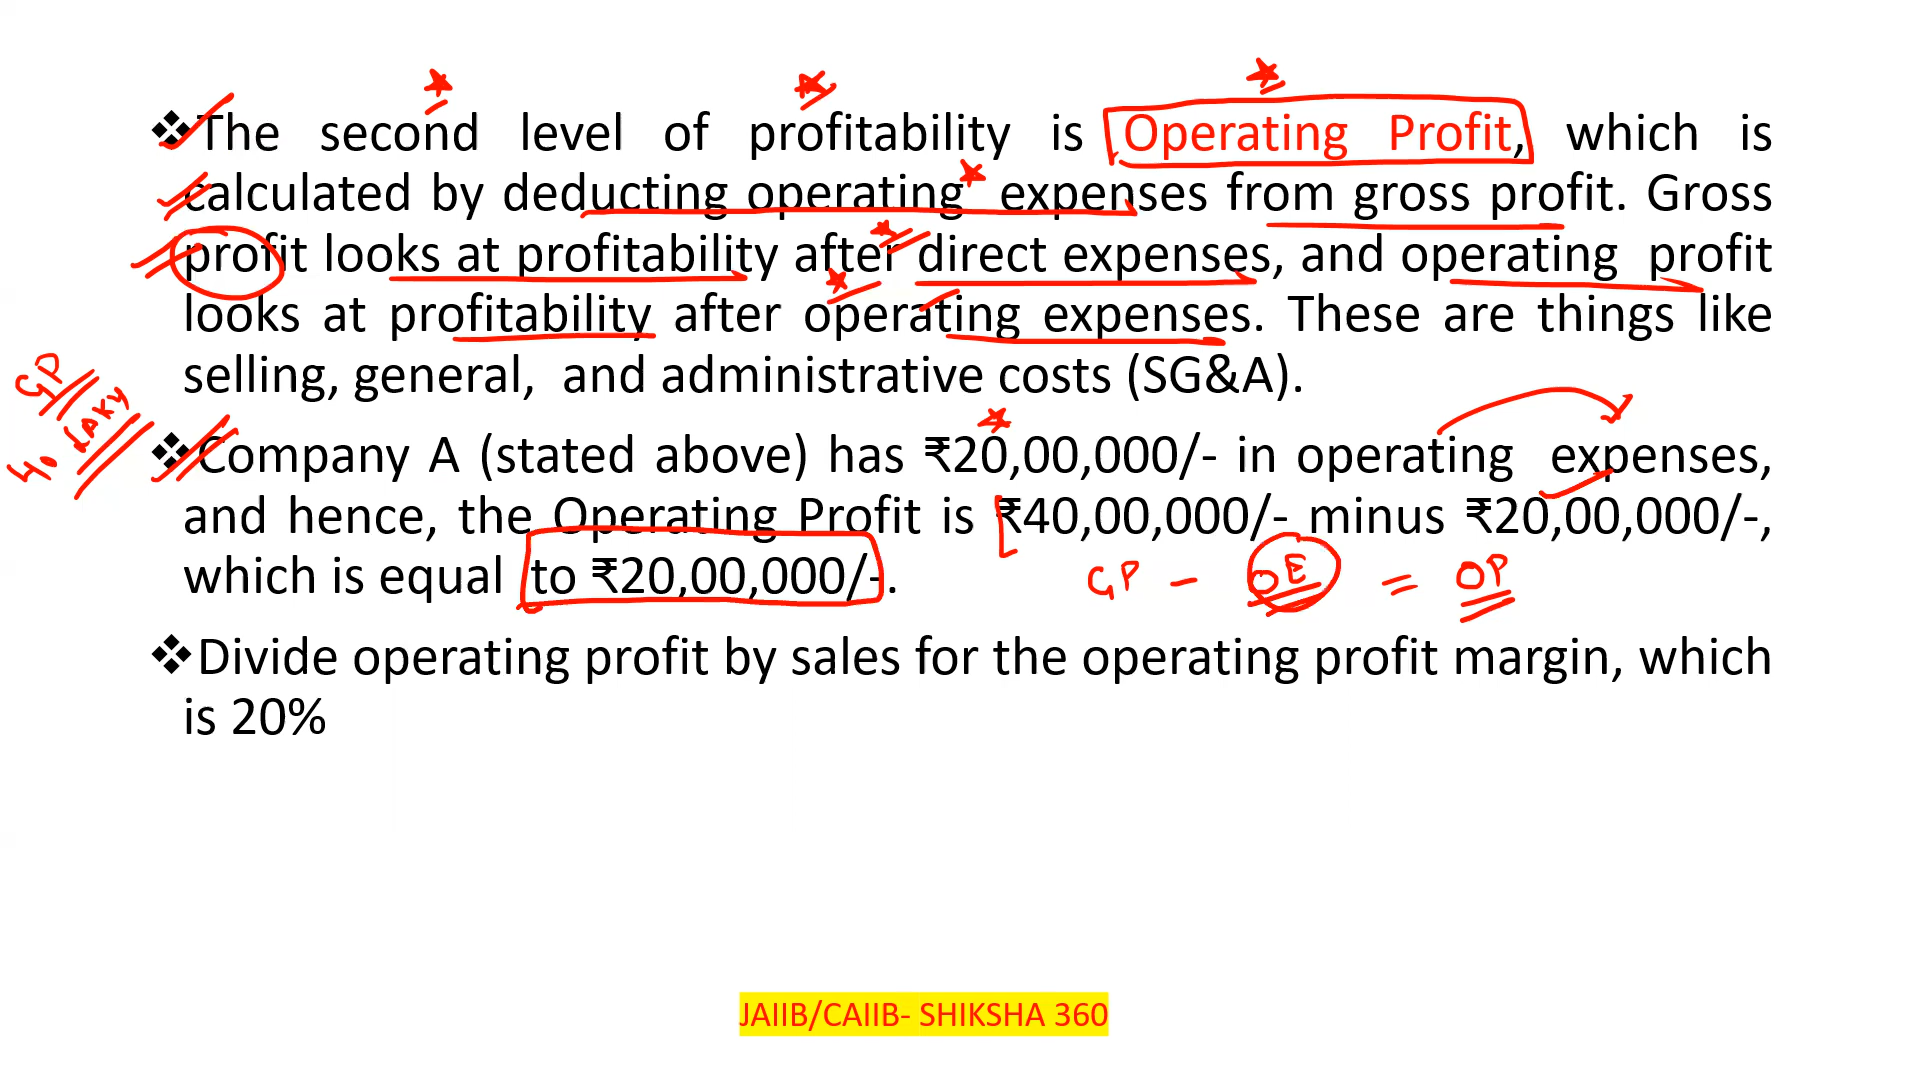 ❖The second level of profitability is Operating Profit, which is
calculated by deducting operating expenses from gross profit. Gross
profit looks at profitability after direct expenses, and operating profit
looks at profitability after operating expenses. These are things like
selling, general, and administrative costs (SG&A).
GP
40 Laky
❖Company A (stated above) has ₹20,00,000/- in operating expenses,
and hence, the Operating Profit is ₹40,00,000/- minus ₹20,00,000/-,
which is equal to ₹20,00,000/-.
GP - OE = OP
❖Divide operating profit by sales for the operating profit margin, which
is 20%
JAIIB/CAIIB- SHIKSHA 360